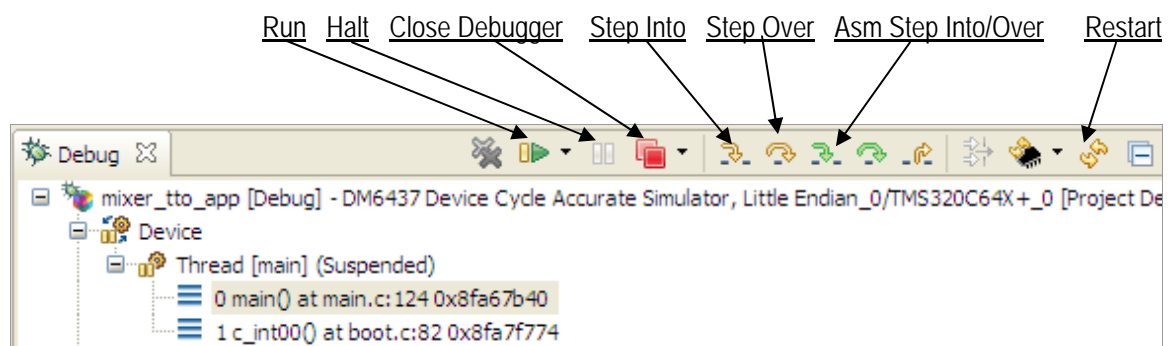 Run Halt Close Debugger Step Into Step Over Asm Step Into/Over Restart
Debug
mixer_tto_app [Debug] - DM6437 Device Cycle Accurate Simulator, Little Endian_0/TMS320C64X+_0 [Project De
Device
Thread [main] (Suspended)
0 main() at main.c:124 0x8fa67b40
1 c_int00() at boot.c:82 0x8fa7f774